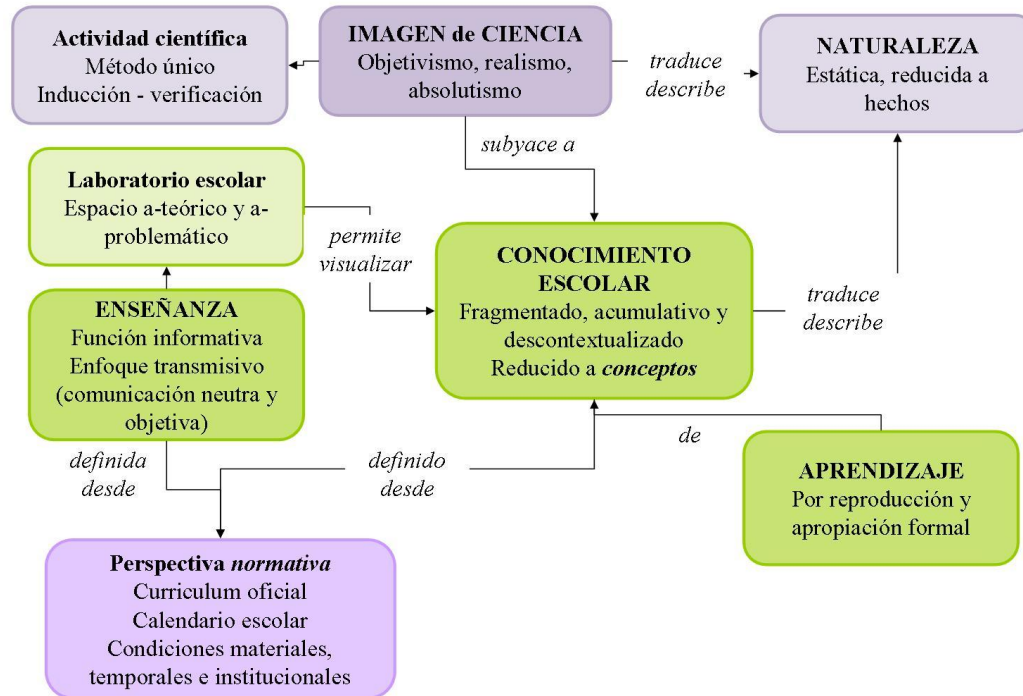 Actividad científica
Método único
Inducción - verificación
IMAGEN de CIENCIA
Objetivismo, realismo,
absolutismo
traduce
describe
NATURALEZA
Estática, reducida a
hechos
subyace a
Laboratorio escolar
Espacio a-teórico y a-
problemático
permite
visualizar
CONOCIMIENTO
ESCOLAR
Fragmentado, acumulativo y
descontextualizado
Reducido a conceptos
traduce
describe
ENSEÑANZA
Función informativa
Enfoque transmisivo
(comunicación neutra y
objetiva)
definida
desde
definido
desde
de
APRENDIZAJE
Por reproducción y
apropiación formal
Perspectiva normativa
Curriculum oficial
Calendario escolar
Condiciones materiales,
temporales e institucionales